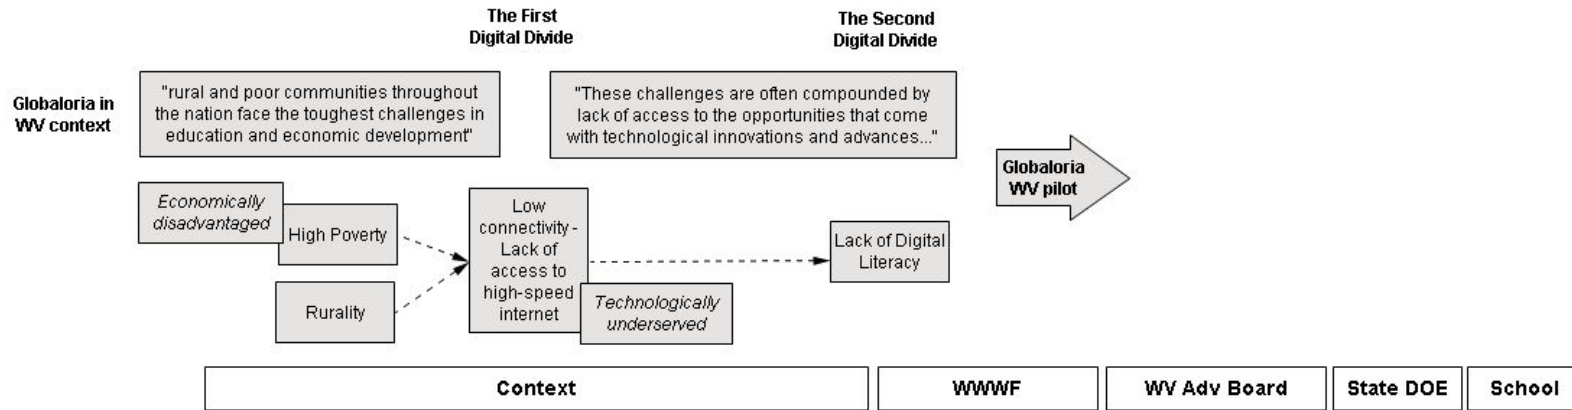 The First
Digital Divide
The Second
Digital Divide
Globaloria in
WV context
"rural and poor communities throughout
the nation face the toughest challenges in
education and economic development"
"These challenges are often compounded by
lack of access to the opportunities that come
with technological innovations and advances..."
Globaloria
WV pilot
Economically
disadvantaged
High Poverty
Rurality
Low
connectivity -
Lack of
access to
high-speed
internet
Technologically
underserved
Lack of Digital
Literacy
Context
WWWF
WV Adv Board
State DOE
School